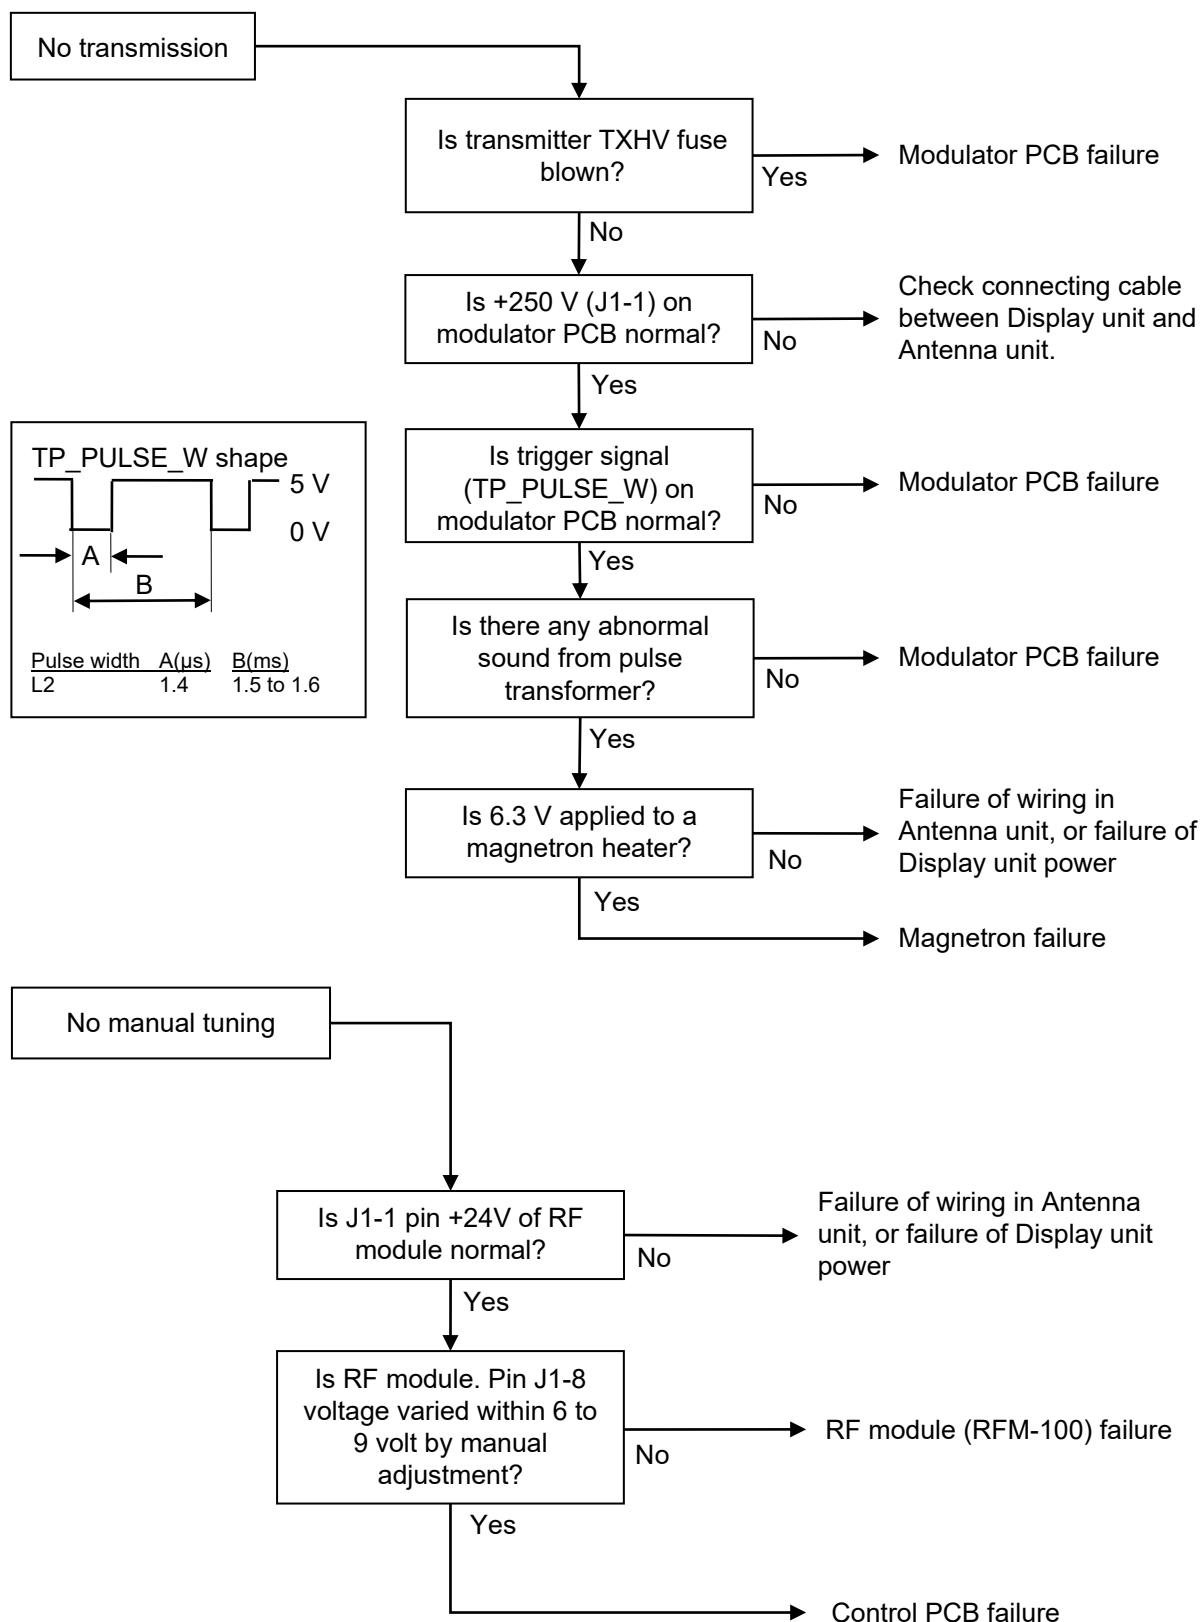 No transmission
Is transmitter TXHV fuse
blown?
Yes
Modulator PCB failure
No
Is +250 V (J1-1) on
modulator PCB normal?
No
Check connecting cable
between Display unit and
Antenna unit.
Yes
TP_PULSE_W shape
5 V
0 V
A
B
Pulse width A(μs) B(ms)
L2 1.4 1.5 to 1.6
Is trigger signal
(TP_PULSE_W) on
modulator PCB normal?
No
Modulator PCB failure
Yes
Is there any abnormal
sound from pulse
transformer?
No
Modulator PCB failure
Yes
Is 6.3 V applied to a
magnetron heater?
No
Failure of wiring in
Antenna unit, or failure of
Display unit power
Yes
Magnetron failure
No manual tuning
Is J1-1 pin +24V of RF
module normal?
No
Failure of wiring in Antenna
unit, or failure of Display unit
power
Yes
Is RF module. Pin J1-8
voltage varied within 6 to
9 volt by manual
adjustment?
No
RF module (RFM-100) failure
Yes
Control PCB failure